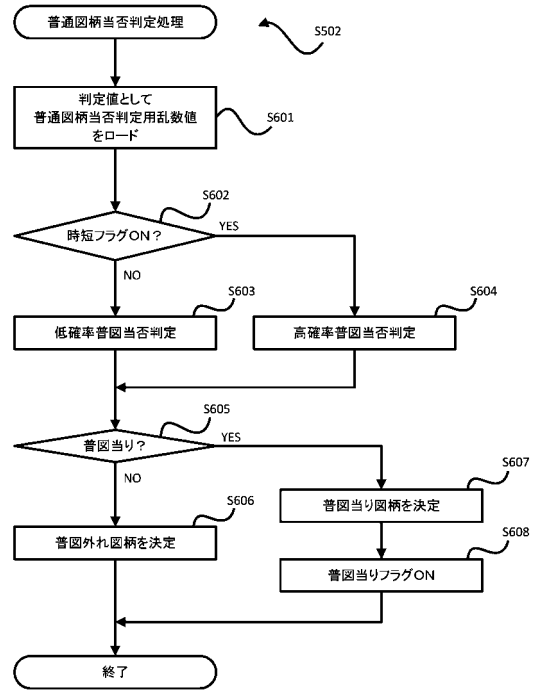 普通図柄当否判定処理
S502
判定値として
普通図柄当否判定用乱数値
をロード
S601
S602
時短フラグON？
YES
NO
S603
S604
低確率普図当否判定
高確率普図当否判定
S605
普図当り？
YES
NO
S606
S607
普図外れ図柄を決定
普図当り図柄を決定
S608
普図当りフラグON
終了